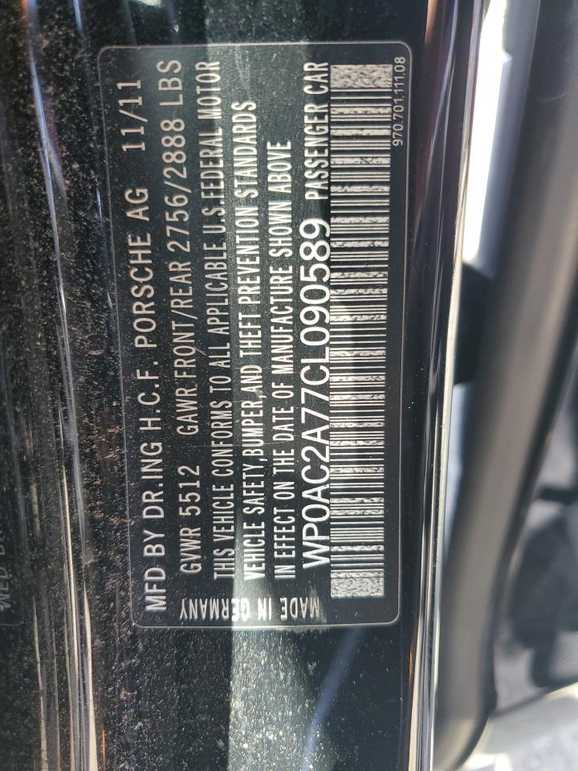 MFD BY DR.ING H.C.F. PORSCHE AG 11/11
GVWR 5512 GAWR FRONT/REAR 2756/2888 LBS
THIS VEHICLE CONFORMS TO ALL APPLICABLE U.S.FEDERAL MOTOR
VEHICLE SAFETY,BUMPER,AND THEFT PREVENTION STANDARDS
IN EFFECT ON THE DATE OF MANUFACTURE SHOWN ABOVE
WP0AC2A77CL090589 PASSENGER CAR
MADE IN GERMANY
970.701.111.08